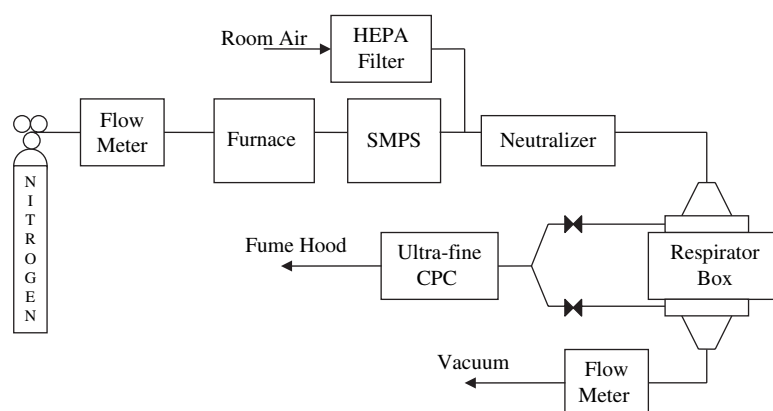 Room Air
HEPA
Filter
Flow
Meter
Furnace
SMPS
Neutralizer
NITROGEN
Fume Hood
Ultra-fine
CPC
Respirator
Box
Vacuum
Flow
Meter